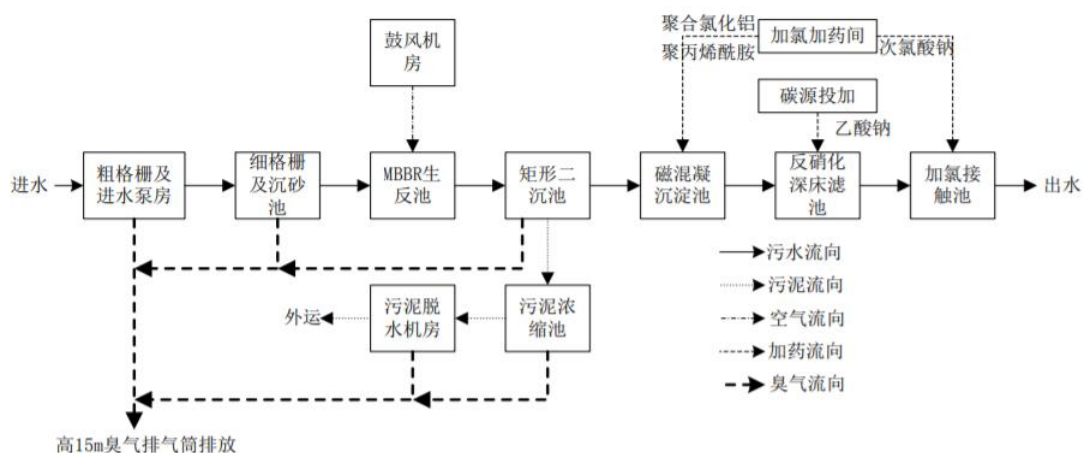 聚合氯化铝
聚丙烯酰胺
加氯加药间
次氯酸钠
鼓风机
房
碳源投加
乙酸钠
进水
粗格栅及
进水泵房
细格栅
及沉砂
池
MBBR生
反池
矩形二
沉池
磁混凝
沉淀池
反硝化
深床滤
池
加氯接
触池
出水
污水流向
污泥流向
空气流向
加药流向
臭气流向
外运
污泥脱
水机房
污泥浓
缩池
高15m臭气排气筒排放